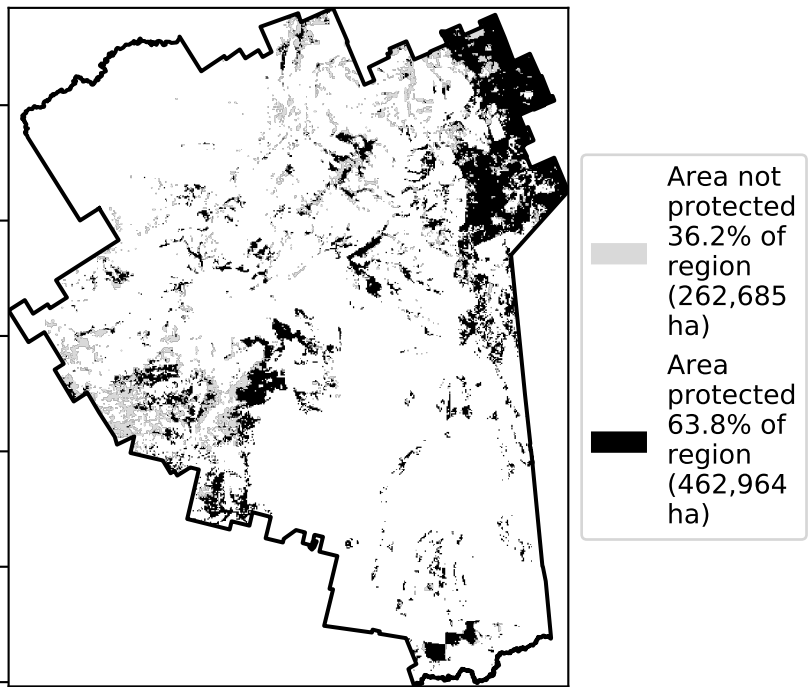 Area not
protected
36.2% of
region
(262,685
ha)
Area
protected
63.8% of
region
(462,964
ha)